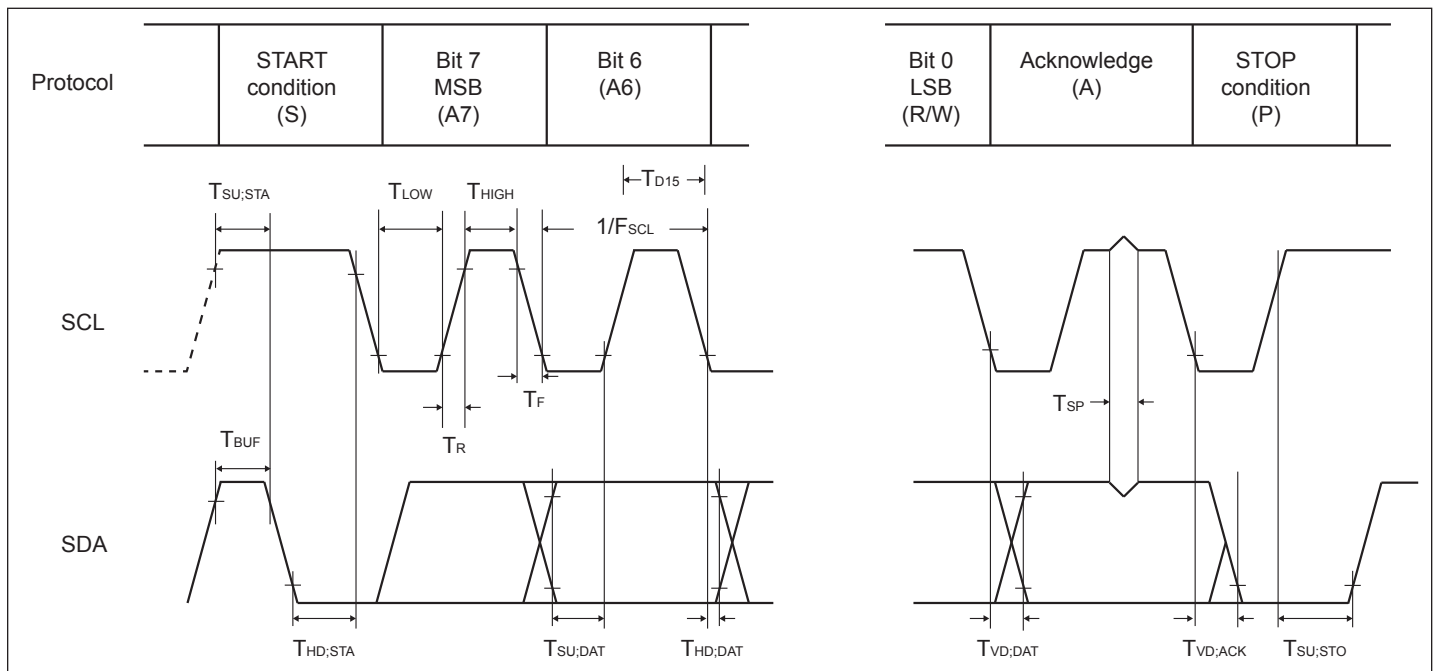 Protocol
START
condition
(S)
Bit 7
MSB
(A7)
Bit 6
(A6)
Bit 0
LSB
(R/W)
Acknowledge
(A)
STOP
condition
(P)
TSU;STA
TLOW
THIGH
TD15
1/FSCL
SCL
TF
TR
TSP
TBUF
SDA
THD;STA
TSU;DAT
THD;DAT
TVD;DAT
TVD;ACK
TSU;STO